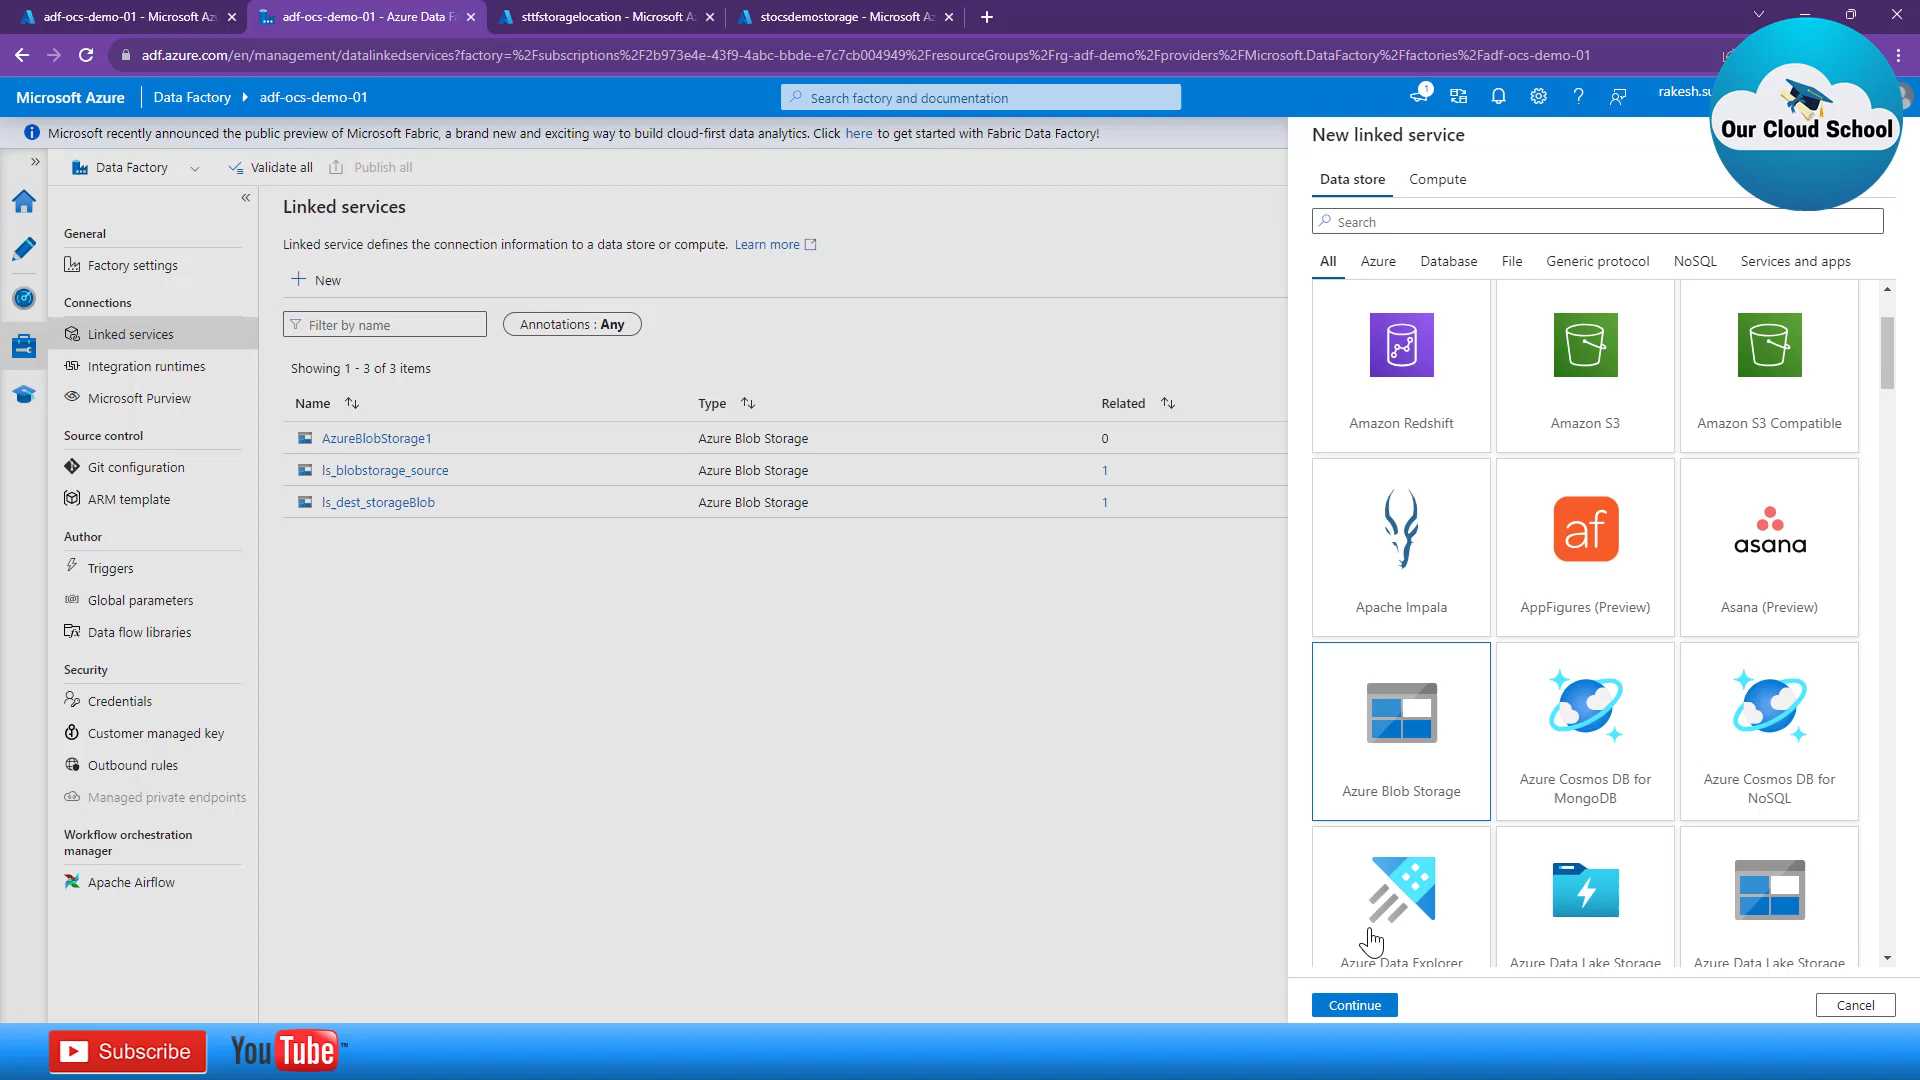 adf-ocs-demo-01 - Microsoft Az
adf-ocs-demo-01 - Azure Data F
sttfstoragelocation - Microsoft A
stocsdemostorage - Microsoft A
adf.azure.com/en/management/datalinkedservices?factory=%2Fsubscriptions%2F2b973e4e-43f9-4abc-bbde-e7c7cb004949%2FresourceGroups%2Frg-adf-demo%2Fproviders%2FMicrosoft.DataFactory%2Ffactories%2Fadf-ocs-demo-01
Microsoft Azure
Data Factory
adf-ocs-demo-01
Search factory and documentation
1
rakesh.su
Our Cloud School
Microsoft recently announced the public preview of Microsoft Fabric, a brand new and exciting way to build cloud-first data analytics. Click here to get started with Fabric Data Factory!
Data Factory
Validate all
Publish all
General
Factory settings
Connections
Linked services
Integration runtimes
Microsoft Purview
Source control
Git configuration
ARM template
Author
Triggers
Global parameters
Data flow libraries
Security
Credentials
Customer managed key
Outbound rules
Managed private endpoints
Workflow orchestration
manager
Apache Airflow
Linked services
Linked service defines the connection information to a data store or compute. Learn more
New
Filter by name
Annotations : Any
Showing 1 - 3 of 3 items
Name Type Related
AzureBlobStorage1 Azure Blob Storage 0
ls_blobstorage_source Azure Blob Storage 1
ls_dest_storageBlob Azure Blob Storage 1
New linked service
Data store Compute
Search
All Azure Database File Generic protocol NoSQL Services and apps
Amazon Redshift
Amazon S3
Amazon S3 Compatible
Apache Impala
af
AppFigures (Preview)
asana
Asana (Preview)
Azure Blob Storage
Azure Cosmos DB for
MongoDB
Azure Cosmos DB for
NoSQL
Azure Data Explorer
Azure Data Lake Storage
Azure Data Lake Storage
Continue
Cancel
Subscribe
YouTube™